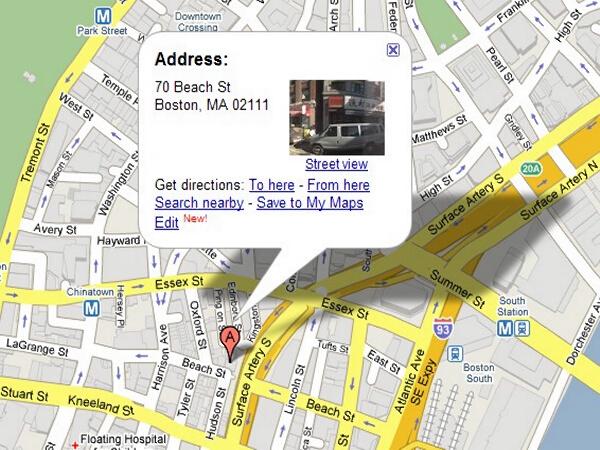 Address:
70 Beach St
Boston, MA 02111
Street view
Get directions: To here - From here
Search nearby - Save to My Maps
Edit New!
M
Park Street
Downtown
Crossing
Temple
West St
Mason St
Tremont St
Washington St
Avery St
Hayward
Chinatown
M
Essex St
Essex St
Hersey Pl
Oxford St
Harrison Ave
Ping on St
Edinboro St
Kingston
A
LaGrange St
Beach St
Beach St
Tyler St
Hudson St
Stuart St
Kneeland St
Surface Artery S
Surface Artery S
Surface Artery N
Lincoln St
Tufts St
East St
Atlantic Ave
SE Expy
93
Summer St
South
Station
M
Boston
South
Dorchester Ave
Matthews St
High St
High St
Pearl St
Gridley St
Franklin
Federal
20A
Floating Hospital